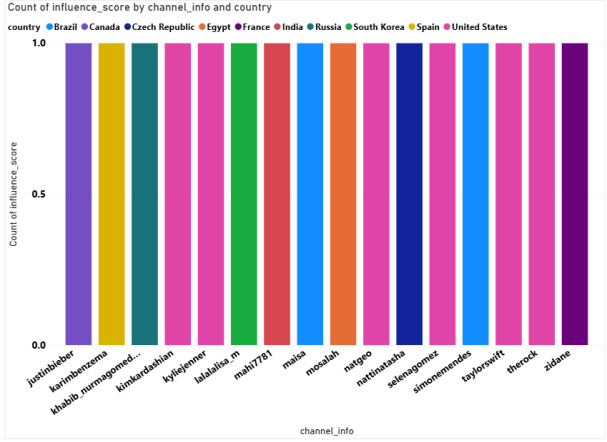 Count of influence_score by channel_info and country
country Brazil Canada Czech Republic Egypt France India Russia South Korea Spain United States
Count of influence_score
1.0
0.5
0.0
justinbieber
karimbenzema
khabib_nurmagomed...
kimkardashian
kyliejenner
lalalalisa_m
mahi7781
maisa
mosalah
natgeo
nattinatasha
selenagomez
simonemendes
taylorswift
therock
zidane
channel_info